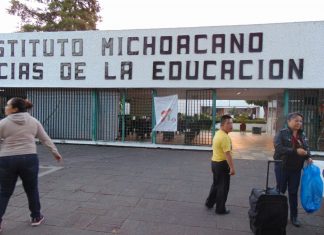 STITUTO MICHOACANO
CIAS DE LA EDUCACION